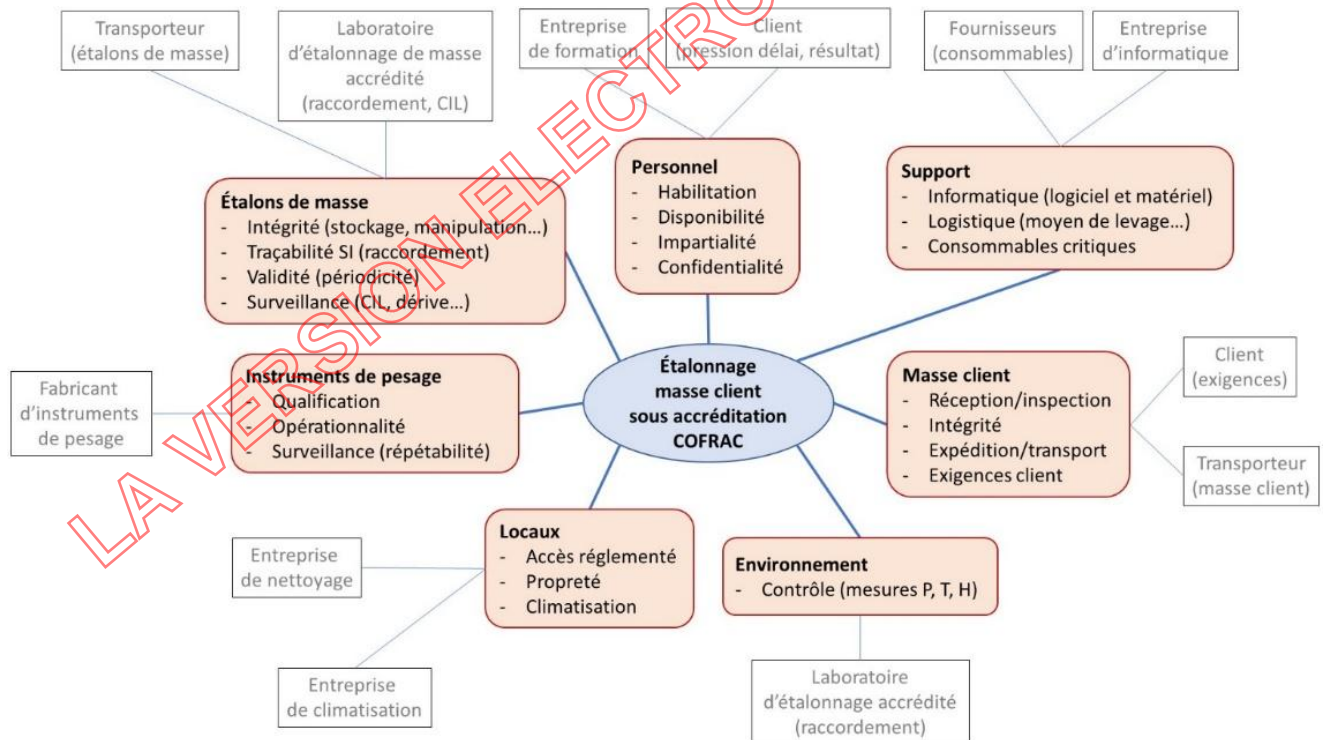 Transporteur
(étalons de masse)
Laboratoire
d'étalonnage de masse
accrédité
(raccordement, CIL)
Entreprise
de formation
Client
(pression délai, résultat)
Fournisseurs
(consommables)
Entreprise
d'informatique
Étalons de masse
- Intégrité (stockage, manipulation...)
- Traçabilité SI (raccordement)
- Validité (périodicité)
- Surveillance (CIL, dérive...)
Personnel
- Habilitation
- Disponibilité
- Impartialité
- Confidentialité
Support
- Informatique (logiciel et matériel)
- Logistique (moyen de levage...)
- Consommables critiques
Fabricant
d'instruments
de pesage
Instruments de pesage
- Qualification
- Opérationnalité
- Surveillance (répétabilité)
Étalonnage
masse client
sous accréditation
COFRAC
Masse client
- Réception/inspection
- Intégrité
- Expédition/transport
- Exigences client
Client
(exigences)
Transporteur
(masse client)
Entreprise
de nettoyage
Locaux
- Accès réglementé
- Propreté
- Climatisation
Environnement
- Contrôle (mesures P, T, H)
Entreprise
de climatisation
Laboratoire
d'étalonnage accrédité
(raccordement)
LA VERSION ELECTRO